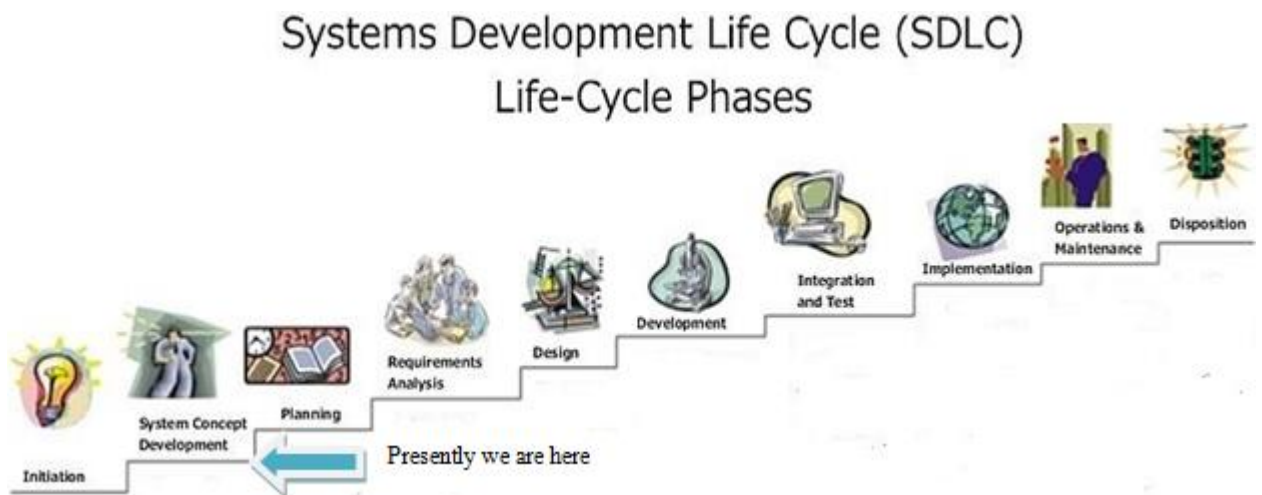 Systems Development Life Cycle (SDLC)
Life-Cycle Phases
Initiation
System Concept
Development
Planning
Requirements
Analysis
Design
Development
Integration
and Test
Implementation
Operations &
Maintenance
Disposition
Presently we are here